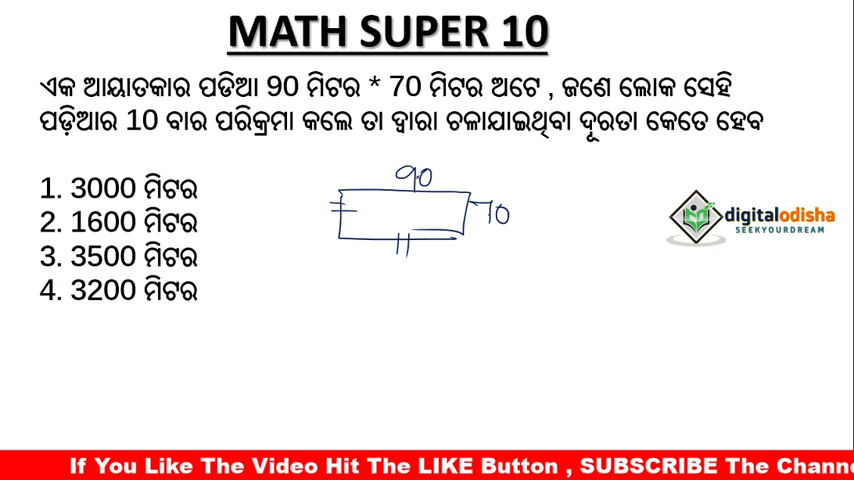 MATH SUPER 10
ଏକ ଆୟାତକାର ପଡିଆ 90 ମିଟର * 70 ମିଟର ଅଟେ , ଜଣେ ଲୋକ ସେହି
ପଡ଼ିଆର 10 ବାର ପରିକ୍ରମା କଲେ ତା ଦ୍ଵାରା ଚଳାଯାଇଥିବା ଦୂରତା କେତେ ହେବ
1. 3000 ମିଟର
2. 1600 ମିଟର
3. 3500 ମିଟର
4. 3200 ମିଟର
90
70
digitalodisha
SEEKYOURDREAM
If You Like The Video Hit The LIKE Button , SUBSCRIBE The Channe